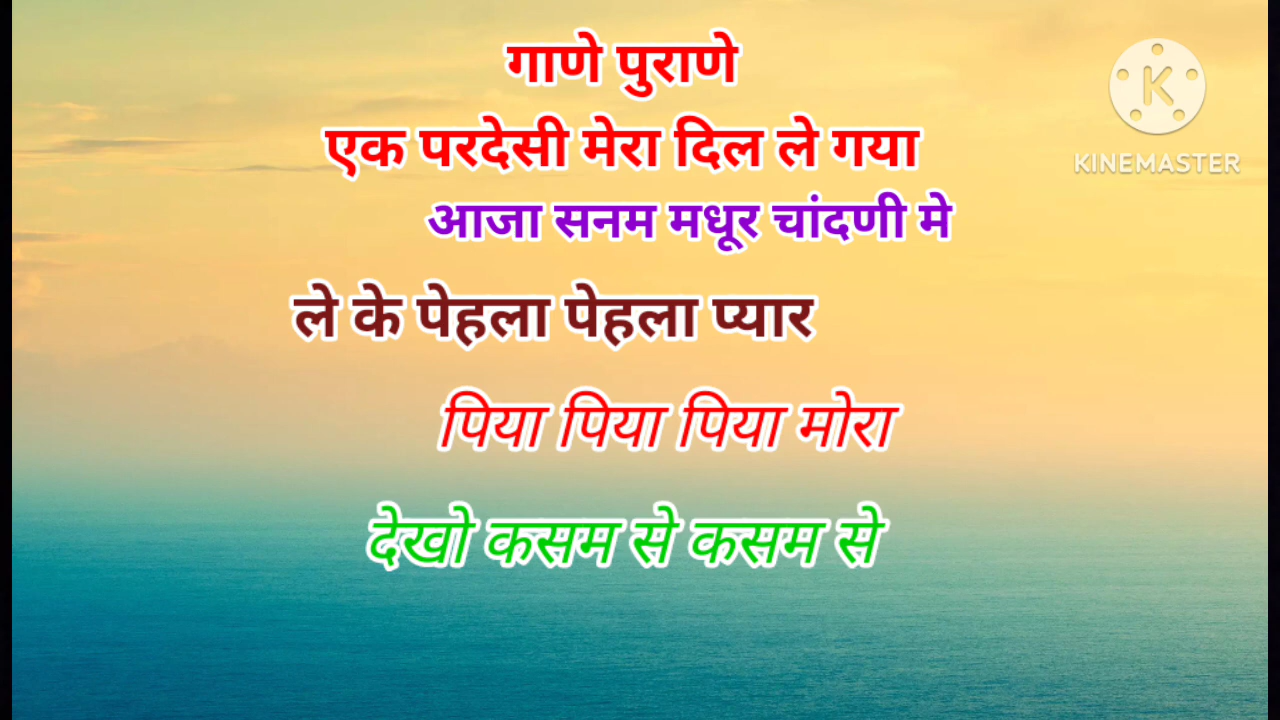 गाणे पुराणे
KINEMASTER
एक परदेसी मेरा दिल ले गया
आजा सनम मधूर चांदणी मे
ले के पेहला पेहला प्यार
पिया पिया पिया मोरा
देखो कसम से कसम से